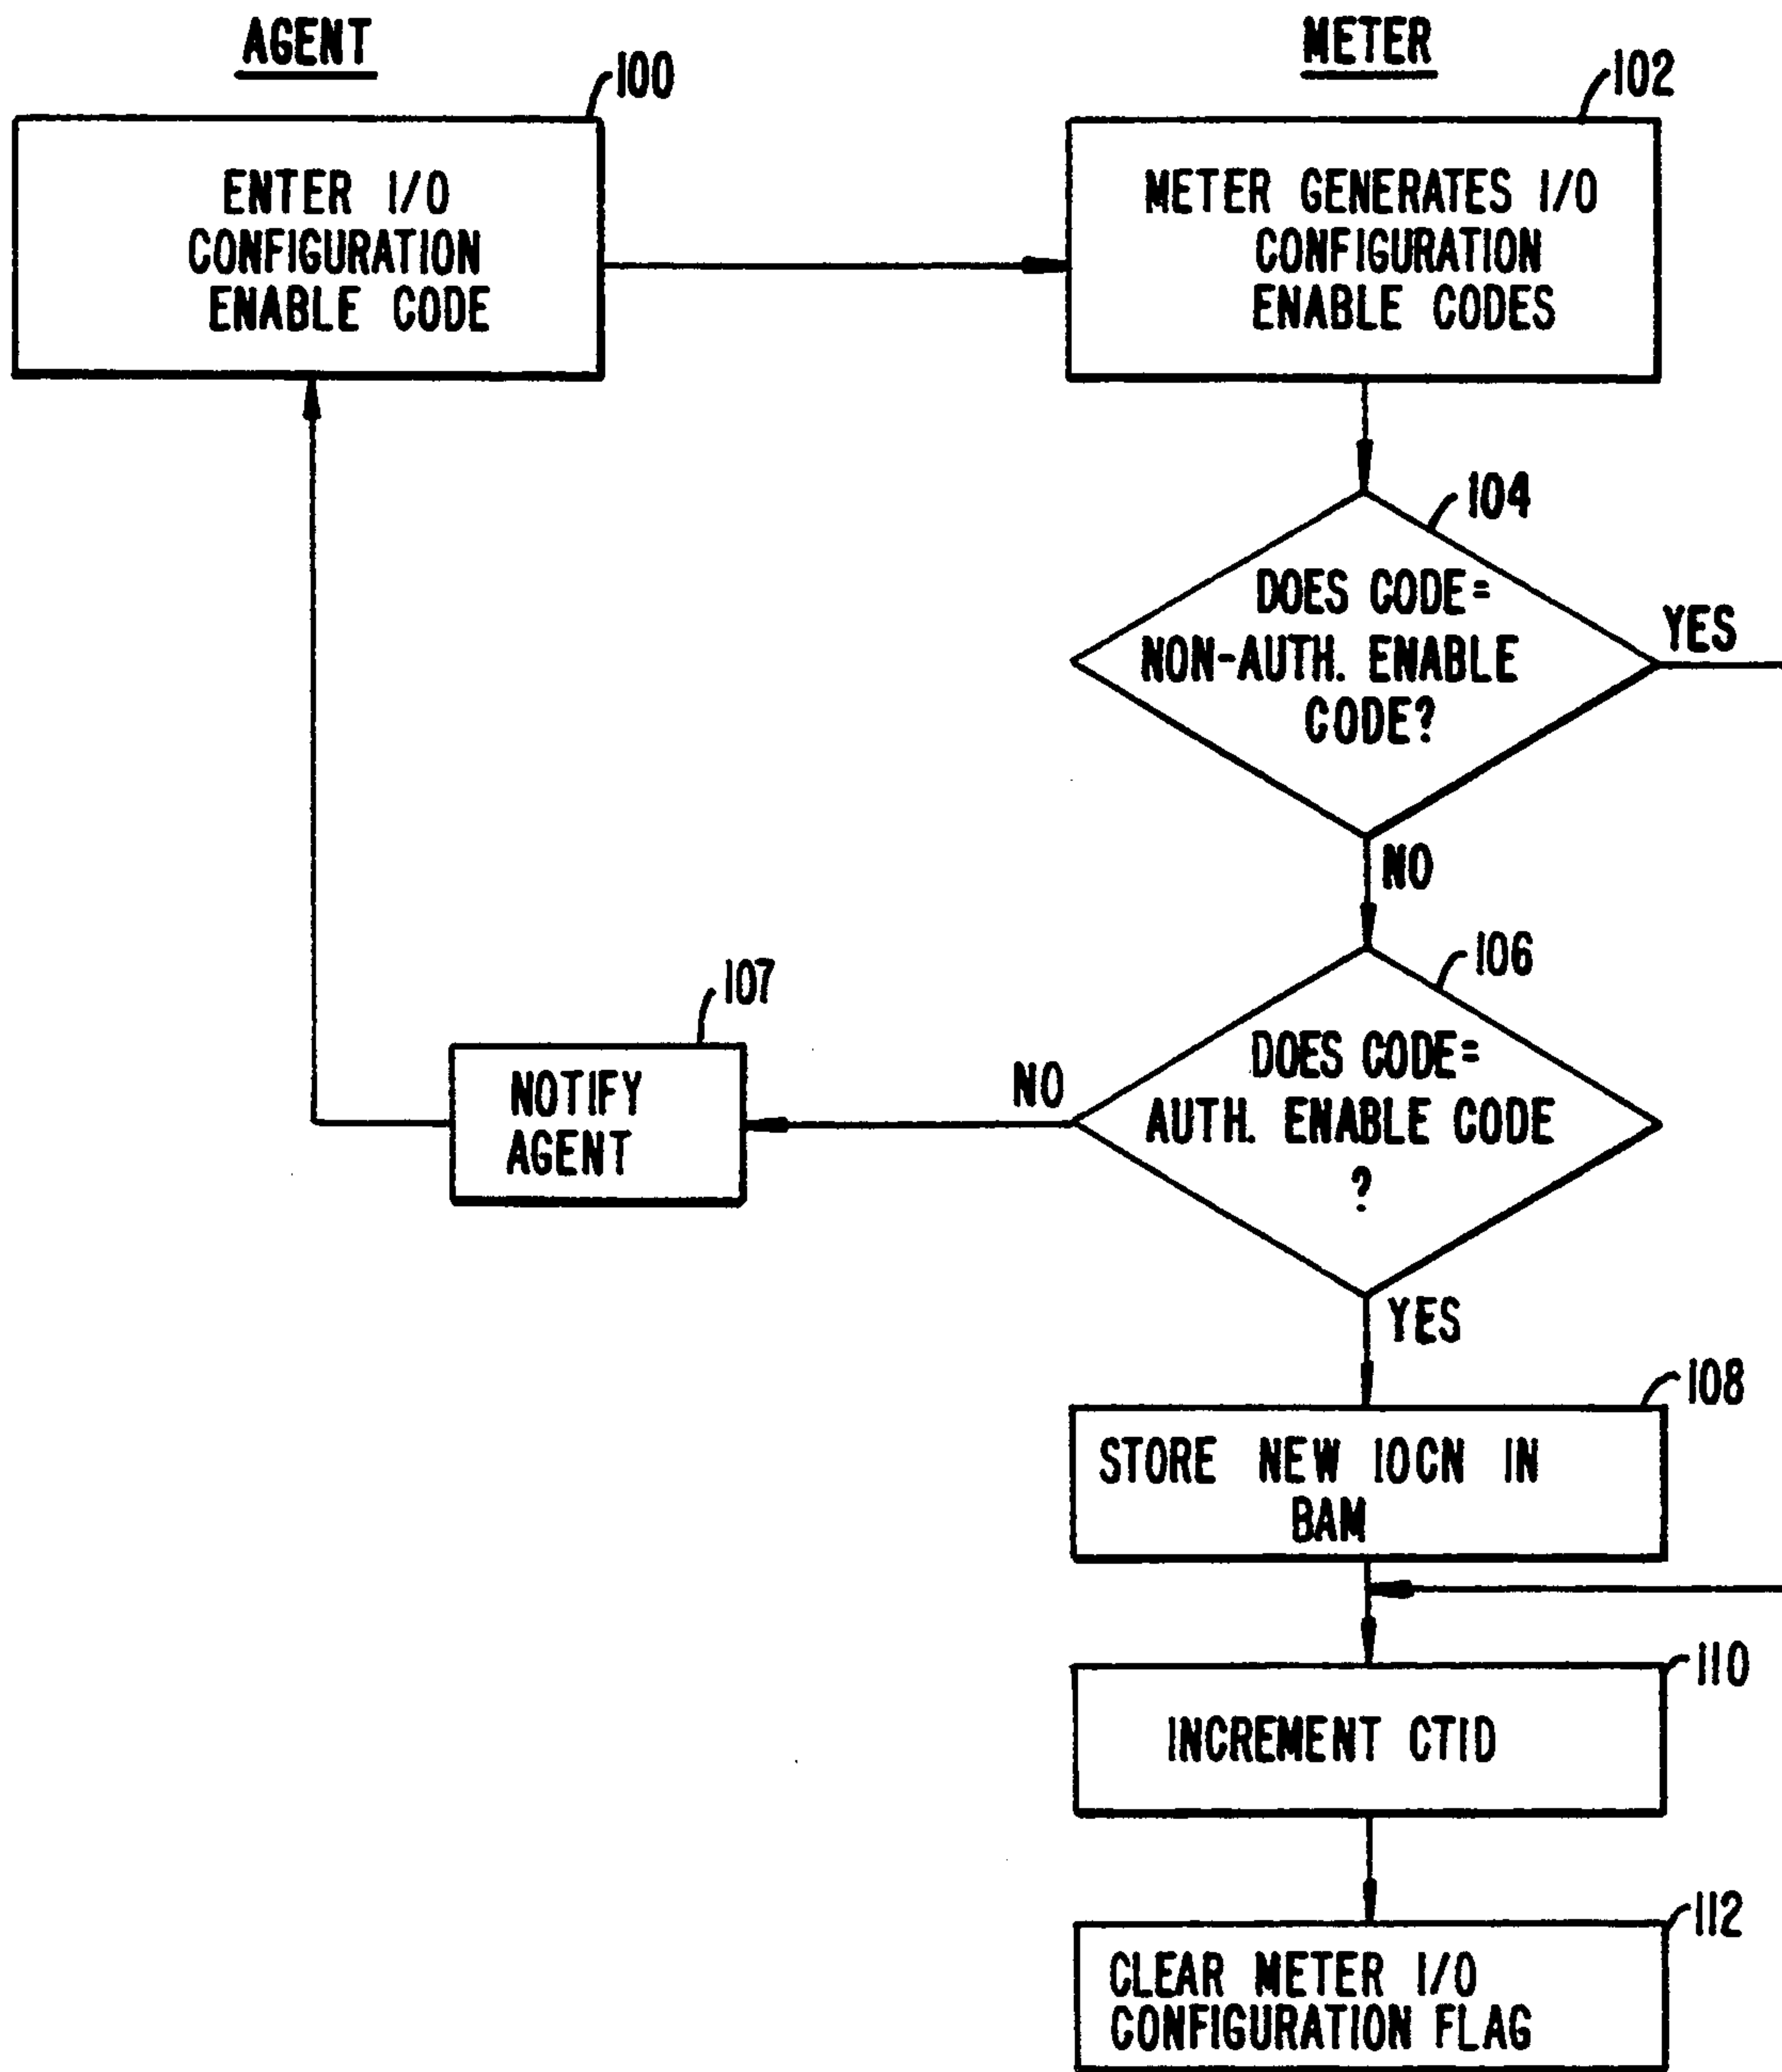 AGENT
100
ENTER I/O
CONFIGURATION
ENABLE CODE
METER
102
METER GENERATES I/O
CONFIGURATION
ENABLE CODES
104
DOES CODE=
NON-AUTH. ENABLE
CODE?
YES
NO
106
DOES CODE=
AUTH. ENABLE CODE
?
NO
107
NOTIFY
AGENT
YES
108
STORE NEW IOCN IN
BAM
110
INCREMENT CTID
112
CLEAR METER I/O
CONFIGURATION FLAG